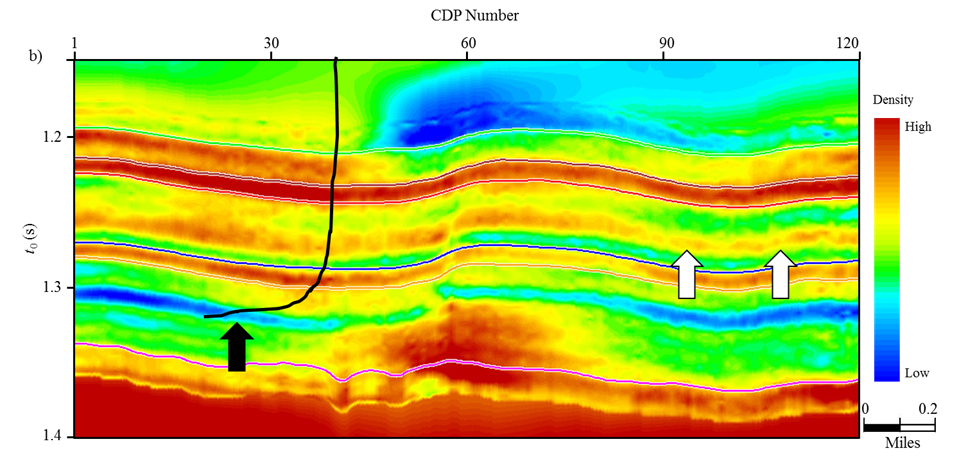 CDP Number
1 30 60 90 120
b)
1.2
t0 (s)
1.3
1.4
Density
High
Low
0 0.2
Miles